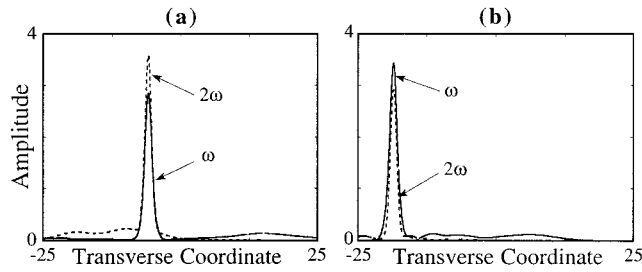 (a)
(b)
4
4
2ω
ω
ω
2ω
Amplitude
0
0
-25
Transverse Coordinate
25
-25
Transverse Coordinate
25